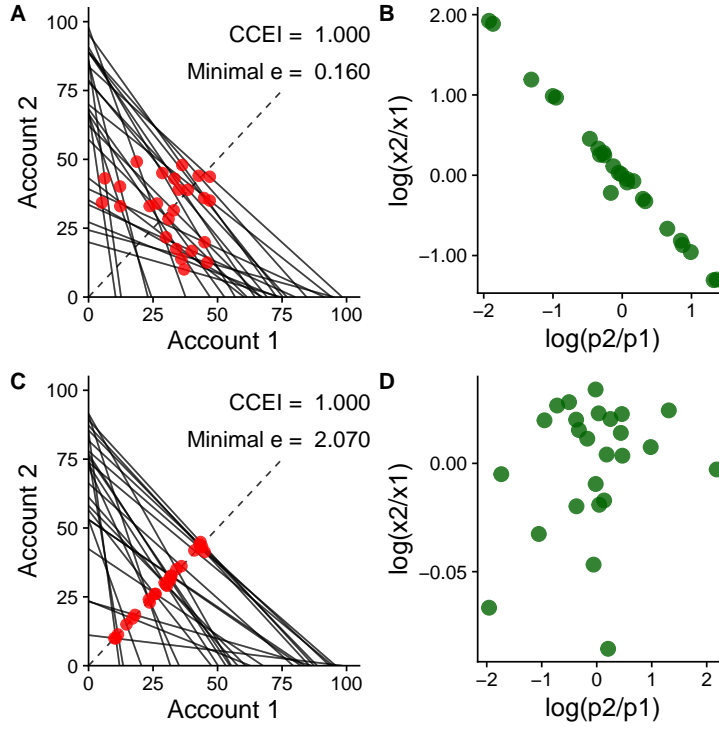 A
CCEI = 1.000
Minimal e = 0.160
100
75
50
25
0
Account 2
0 25 50 75 100
Account 1
B
1.00
0.00
−1.00
log(x2/x1)
−2 −1 0 1
log(p2/p1)
C
CCEI = 1.000
Minimal e = 2.070
100
75
50
25
0
Account 2
0 25 50 75 100
Account 1
D
0.00
−0.05
log(x2/x1)
−2 −1 0 1 2
log(p2/p1)